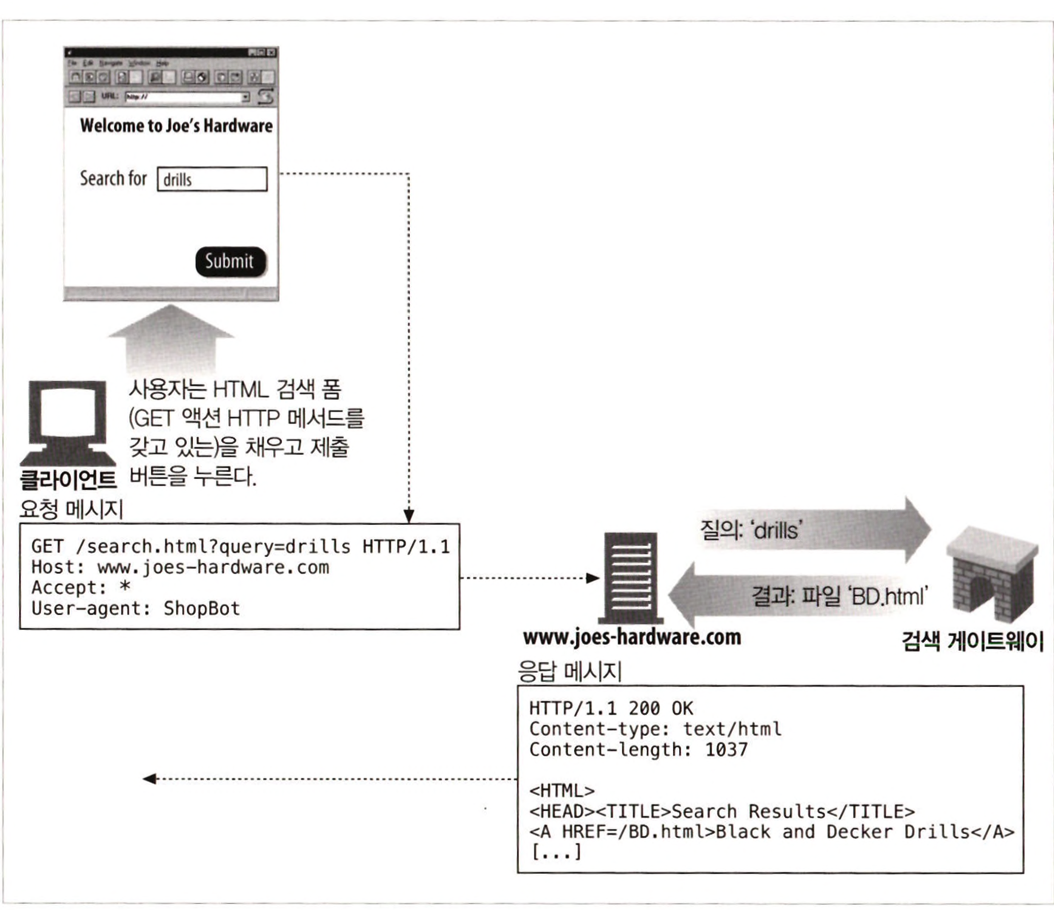 File Edit Navigate Window Help
URL: http://
Welcome to Joe's Hardware
Search for drills
Submit
사용자는 HTML 검색 폼
(GET 액션 HTTP 메서드를
갖고 있는)을 채우고 제출
버튼을 누른다.
클라이언트
요청 메시지
GET /search.html?query=drills HTTP/1.1
Host: www.joes-hardware.com
Accept: *
User-agent: ShopBot
질의: ‘drills’
결과: 파일 ‘BD.html’
www.joes-hardware.com
검색 게이트웨이
응답 메시지
HTTP/1.1 200 OK
Content-type: text/html
Content-length: 1037
<HTML>
<HEAD><TITLE>Search Results</TITLE>
<A HREF=/BD.html>Black and Decker Drills</A>
[...]